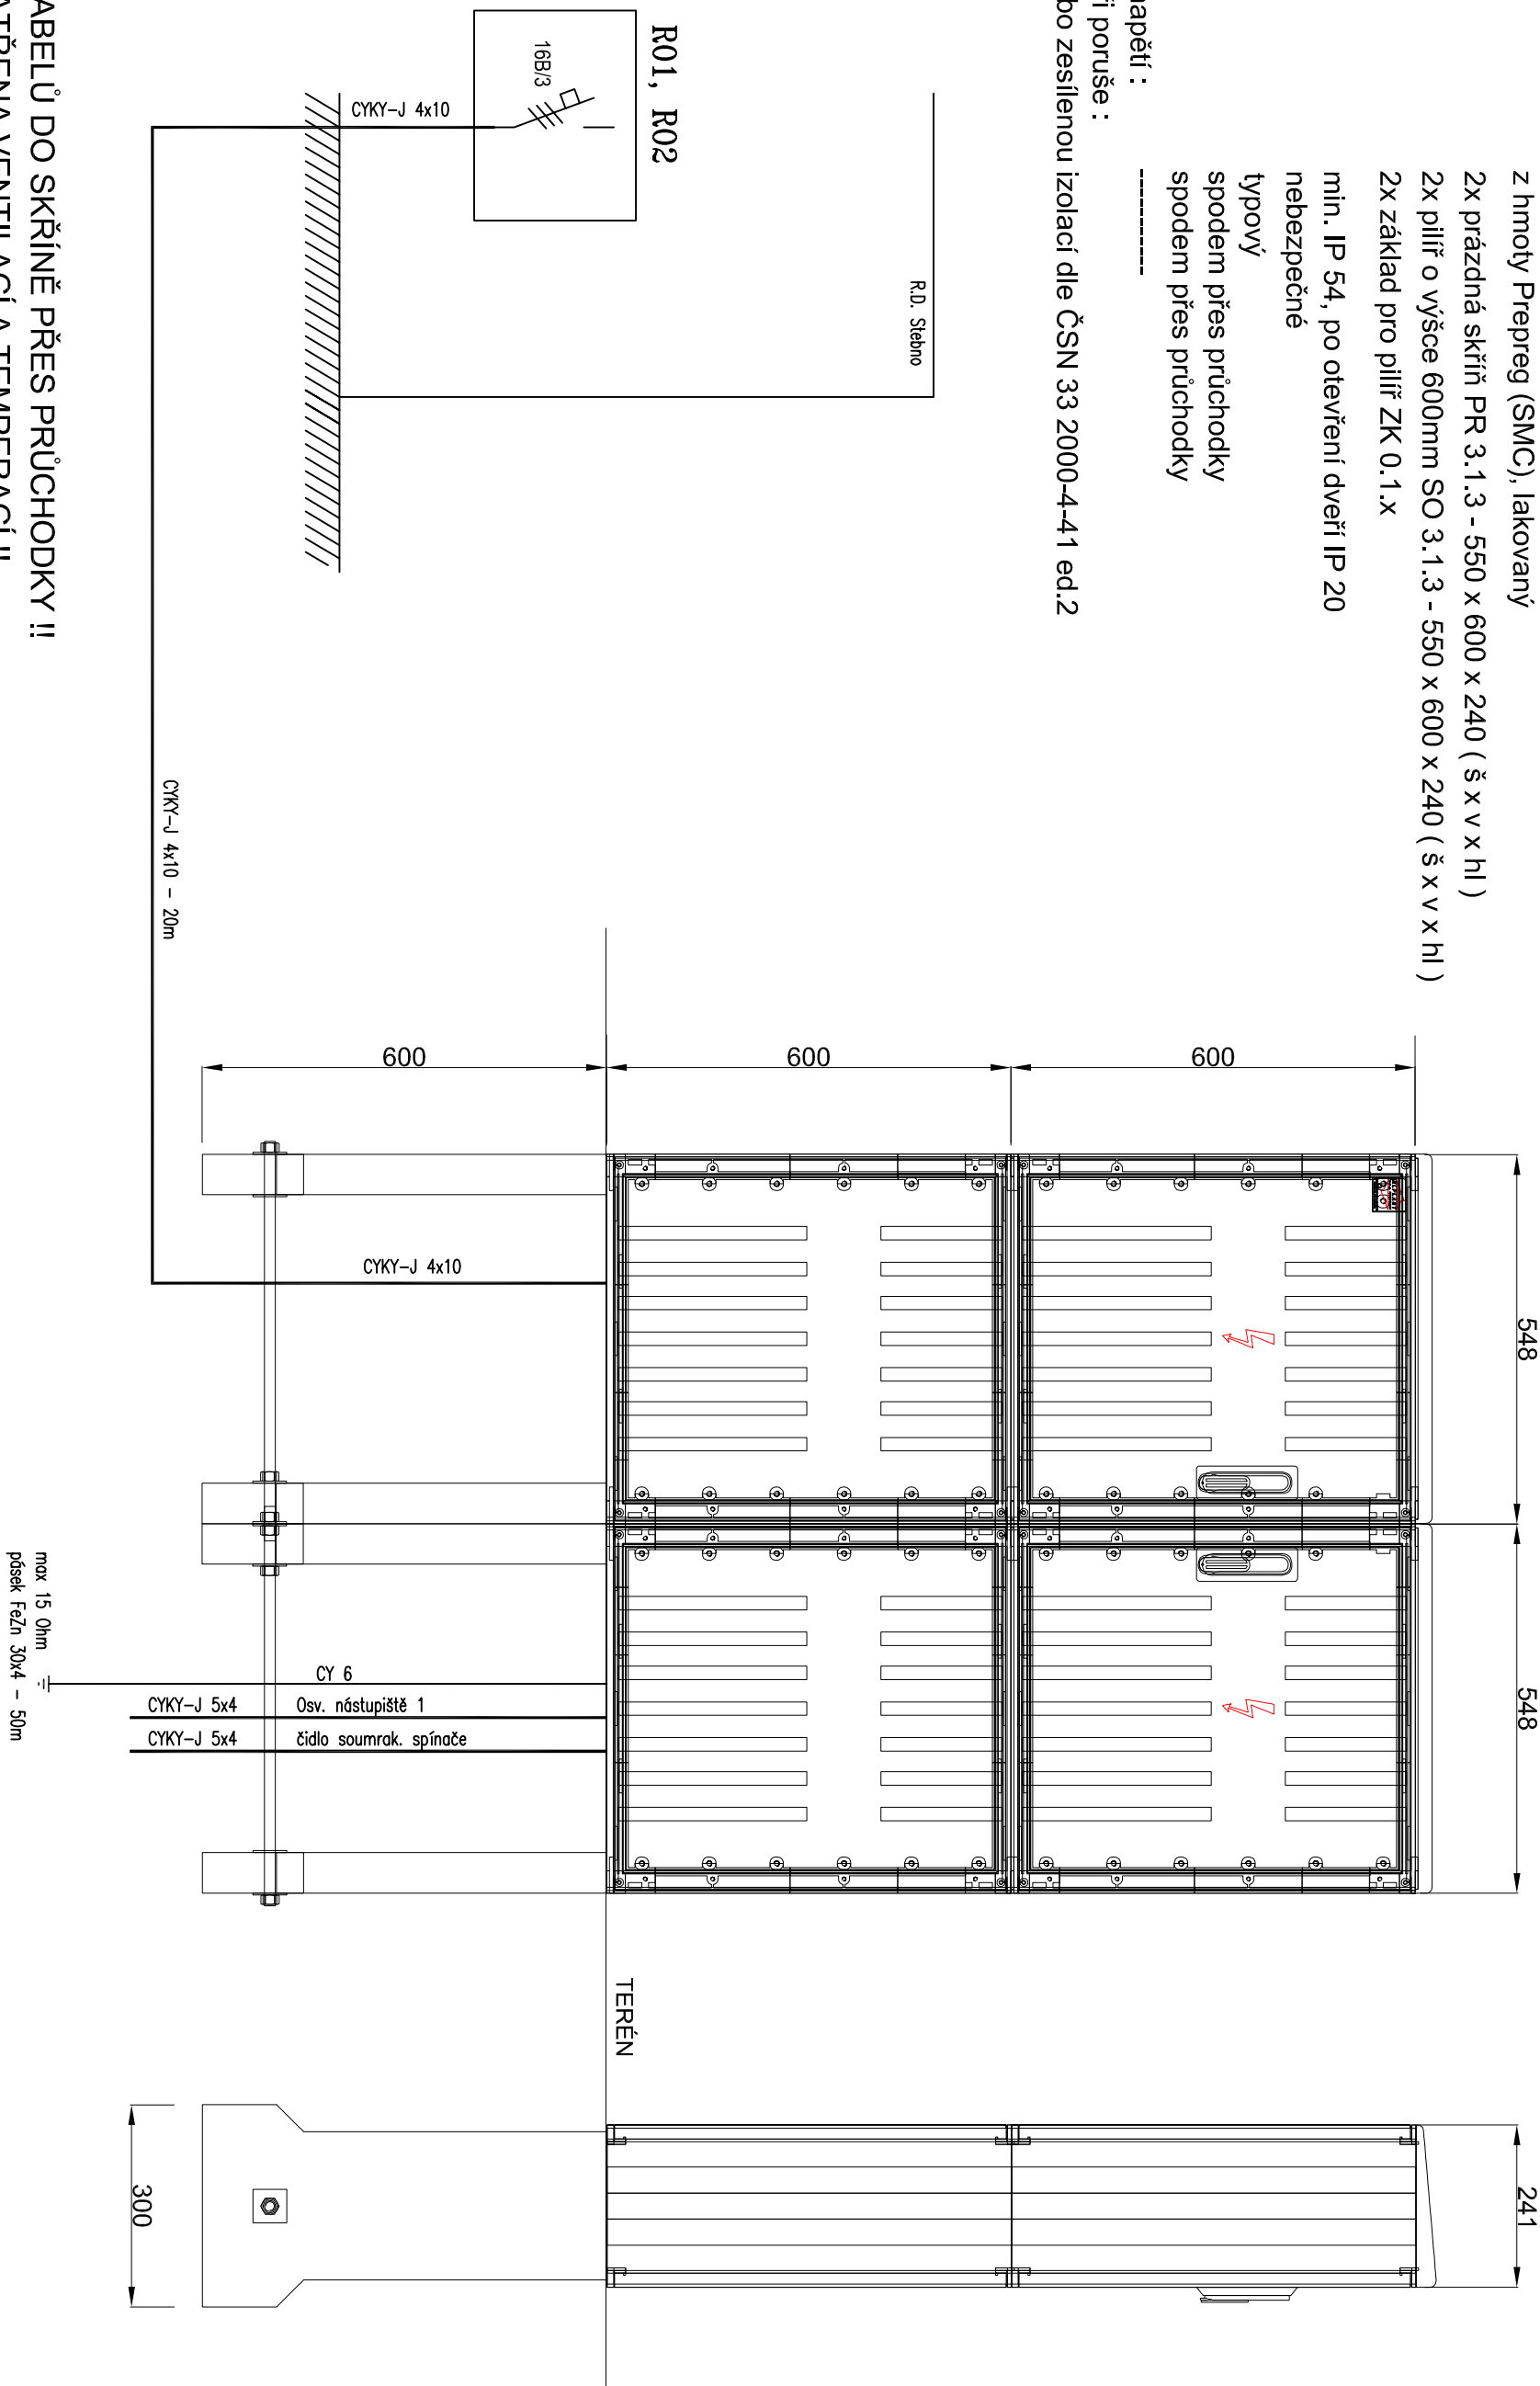 z hmoty Prepreg (SMC), lakovaný
2x prázdná skříň PR 3.1.3 - 550 x 600 x 240 ( š x v x hl )
2x pilíř o výšce 600mm SO 3.1.3 - 550 x 600 x 240 ( š x v x hl )
2x základ pro pilíř ZK 0.1.x
min. IP 54, po otevření dveří IP 20
nebezpečné
typový
spodem přes průchodky
spodem přes průchodky
------------
napětí :
ři poruše :
bo zesílenou izolací dle ČSN 33 2000-4-41 ed.2
R.D. Stebno
R01, R02
16B/3
CYKY-J 4x10
CYKY-J 4x10 - 20m
548
548
241
600
600
600
CYKY-J 4x10
TERÉN
CY 6
CYKY-J 5x4 Osv. nástupiště 1
CYKY-J 5x4 čidlo soumrak. spínače
300
max 15 Ohm
pásek FeZn 30x4 - 50m
ABELŮ DO SKŘÍNĚ PŘES PRŮCHODKY !!
ATŘENA VENTILACÍ A TEMPERACÍ !!